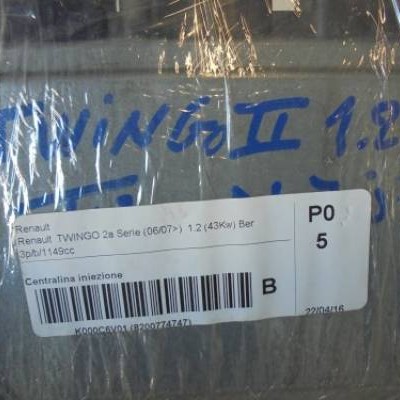 TWiNGo II 1.2
Renault
Renault TWINGO 2a Serie (06/07>) 1.2 (43Kw) Ber
3p/b/1149cc
Centralina iniezione
B
K000C6V01 (8200774747)
P0
5
22/04/16